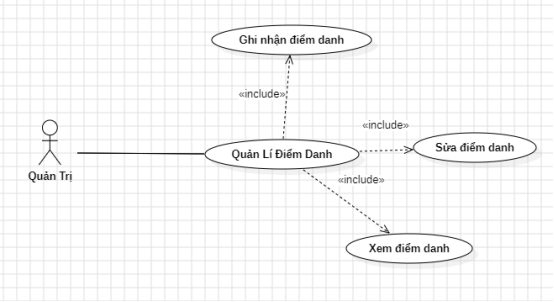 Ghi nhận điểm danh
«include»
«include»
Sửa điểm danh
Quản Lí Điểm Danh
Quản Trị
«include»
Xem điểm danh